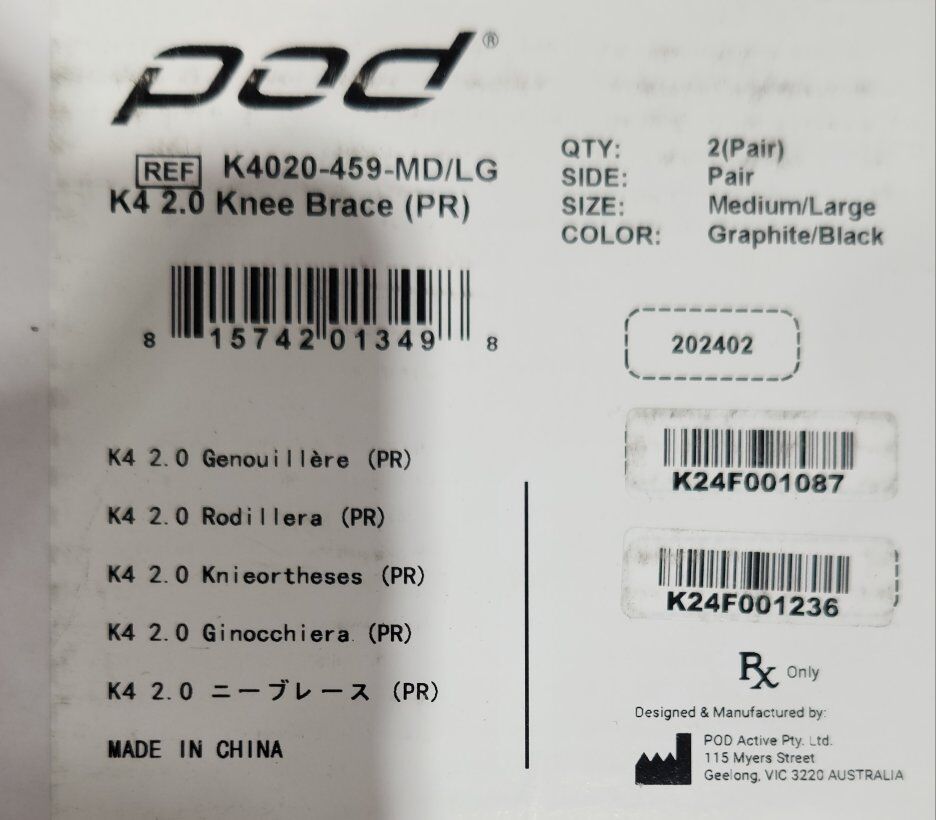 pod®
REF K4020-459-MD/LG
K4 2.0 Knee Brace (PR)
QTY: 2(Pair)
SIDE: Pair
SIZE: Medium/Large
COLOR: Graphite/Black
8 15742 01349 8
202402
K24F001087
K24F001236
K4 2.0 Genouillère (PR)
K4 2.0 Rodillera (PR)
K4 2.0 Knieortheses (PR)
K4 2.0 Ginocchiera (PR)
K4 2.0 ニーブレース (PR)
MADE IN CHINA
Rx Only
Designed & Manufactured by:
POD Active Pty. Ltd.
115 Myers Street
Geelong, VIC 3220 AUSTRALIA